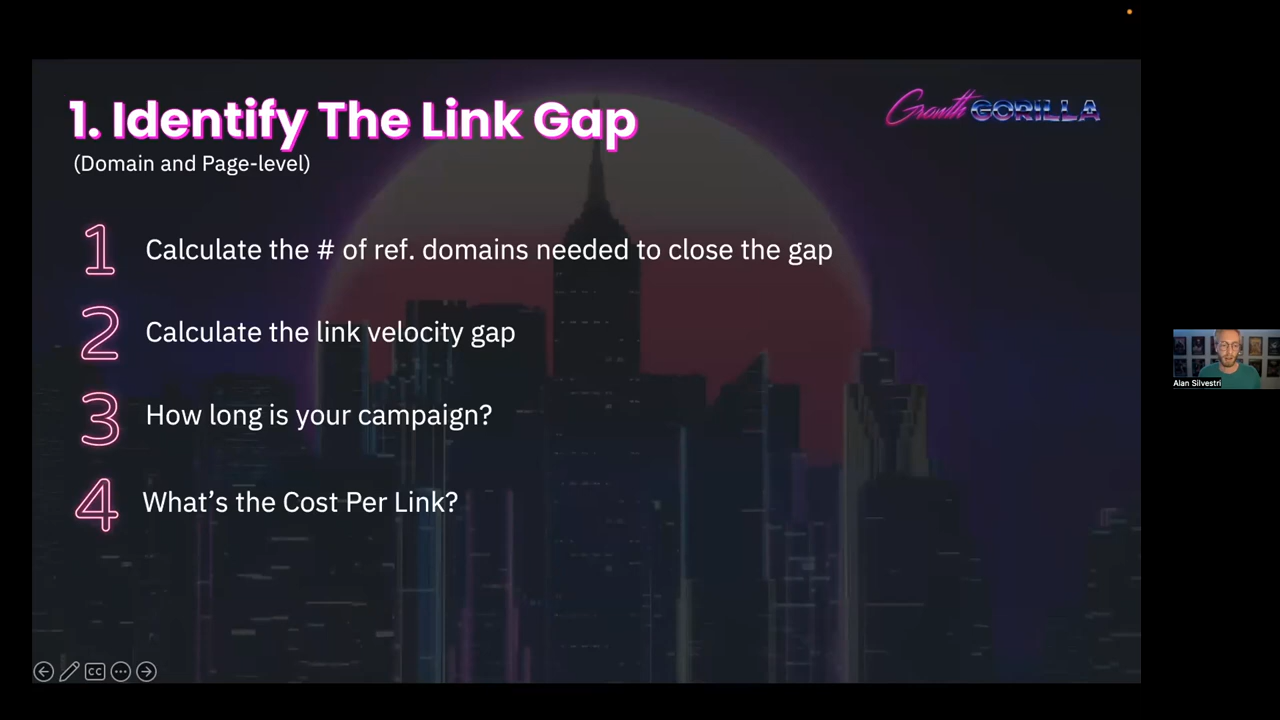 1. Identify The Link Gap
Growth GORILLA
(Domain and Page-level)
1 Calculate the # of ref. domains needed to close the gap
2 Calculate the link velocity gap
3 How long is your campaign?
4 What’s the Cost Per Link?
Alan Silvestri
CC